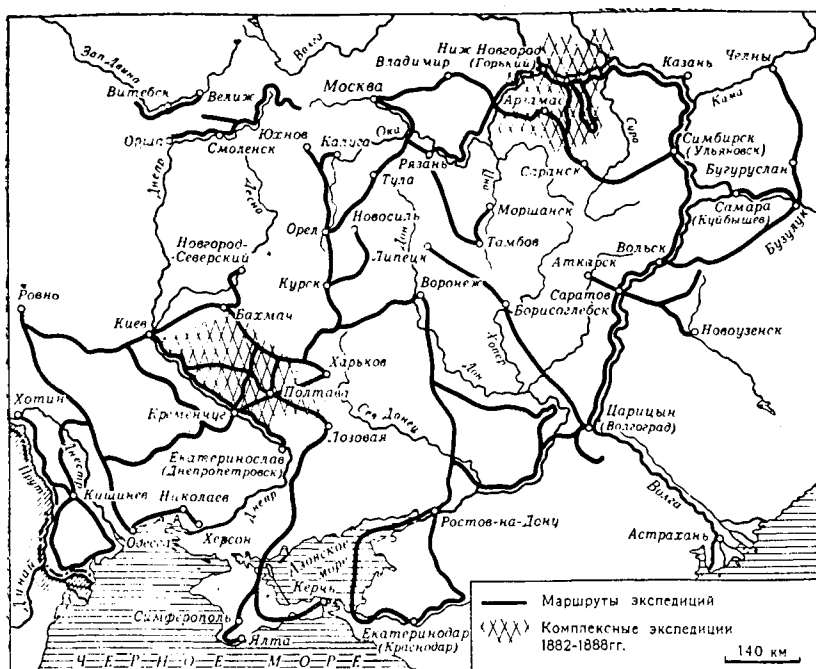 Зап. Двина
Волга
Ниж. Новгород
(Горький)
Владимир
Казань
Челны
Витебск
Велиж
Москва
Кама
Арзамас
Орша
Смоленск
Юхнов
Калуга
Ока
Рязань
Цна
Сура
Симбирск
(Ульяновск)
Саранск
Бугуруслан
Днепр
Десна
Тула
Моршанск
Самара
(Куйбышев)
Бузулук
Новосиль
Орел
Дон
Тамбов
Новгород-
Северский
Липецк
Вольск
Аткарск
Курск
Воронеж
Саратов
Борисоглебск
Ровно
Киев
Бахмач
Хопер
Новоузенск
Харьков
Дон
Полтава
Хотин
Кременчуг
Сев. Донец
Царицын
(Волгоград)
Лозовая
Екатеринослав
(Днепропетровск)
Днестр
Прут
Кишинев
Николаев
Днепр
Волга
Ростов-на-Дону
Астрахань
Одесса
Херсон
Азовское
море
Дунай
Керчь
Симферополь
Ялта
Екатеринодар
(Краснодар)
ЧЕРНОЕ МОРЕ
Маршруты экспедиций
Комплексные экспедиции
1882-1888гг.
140 км